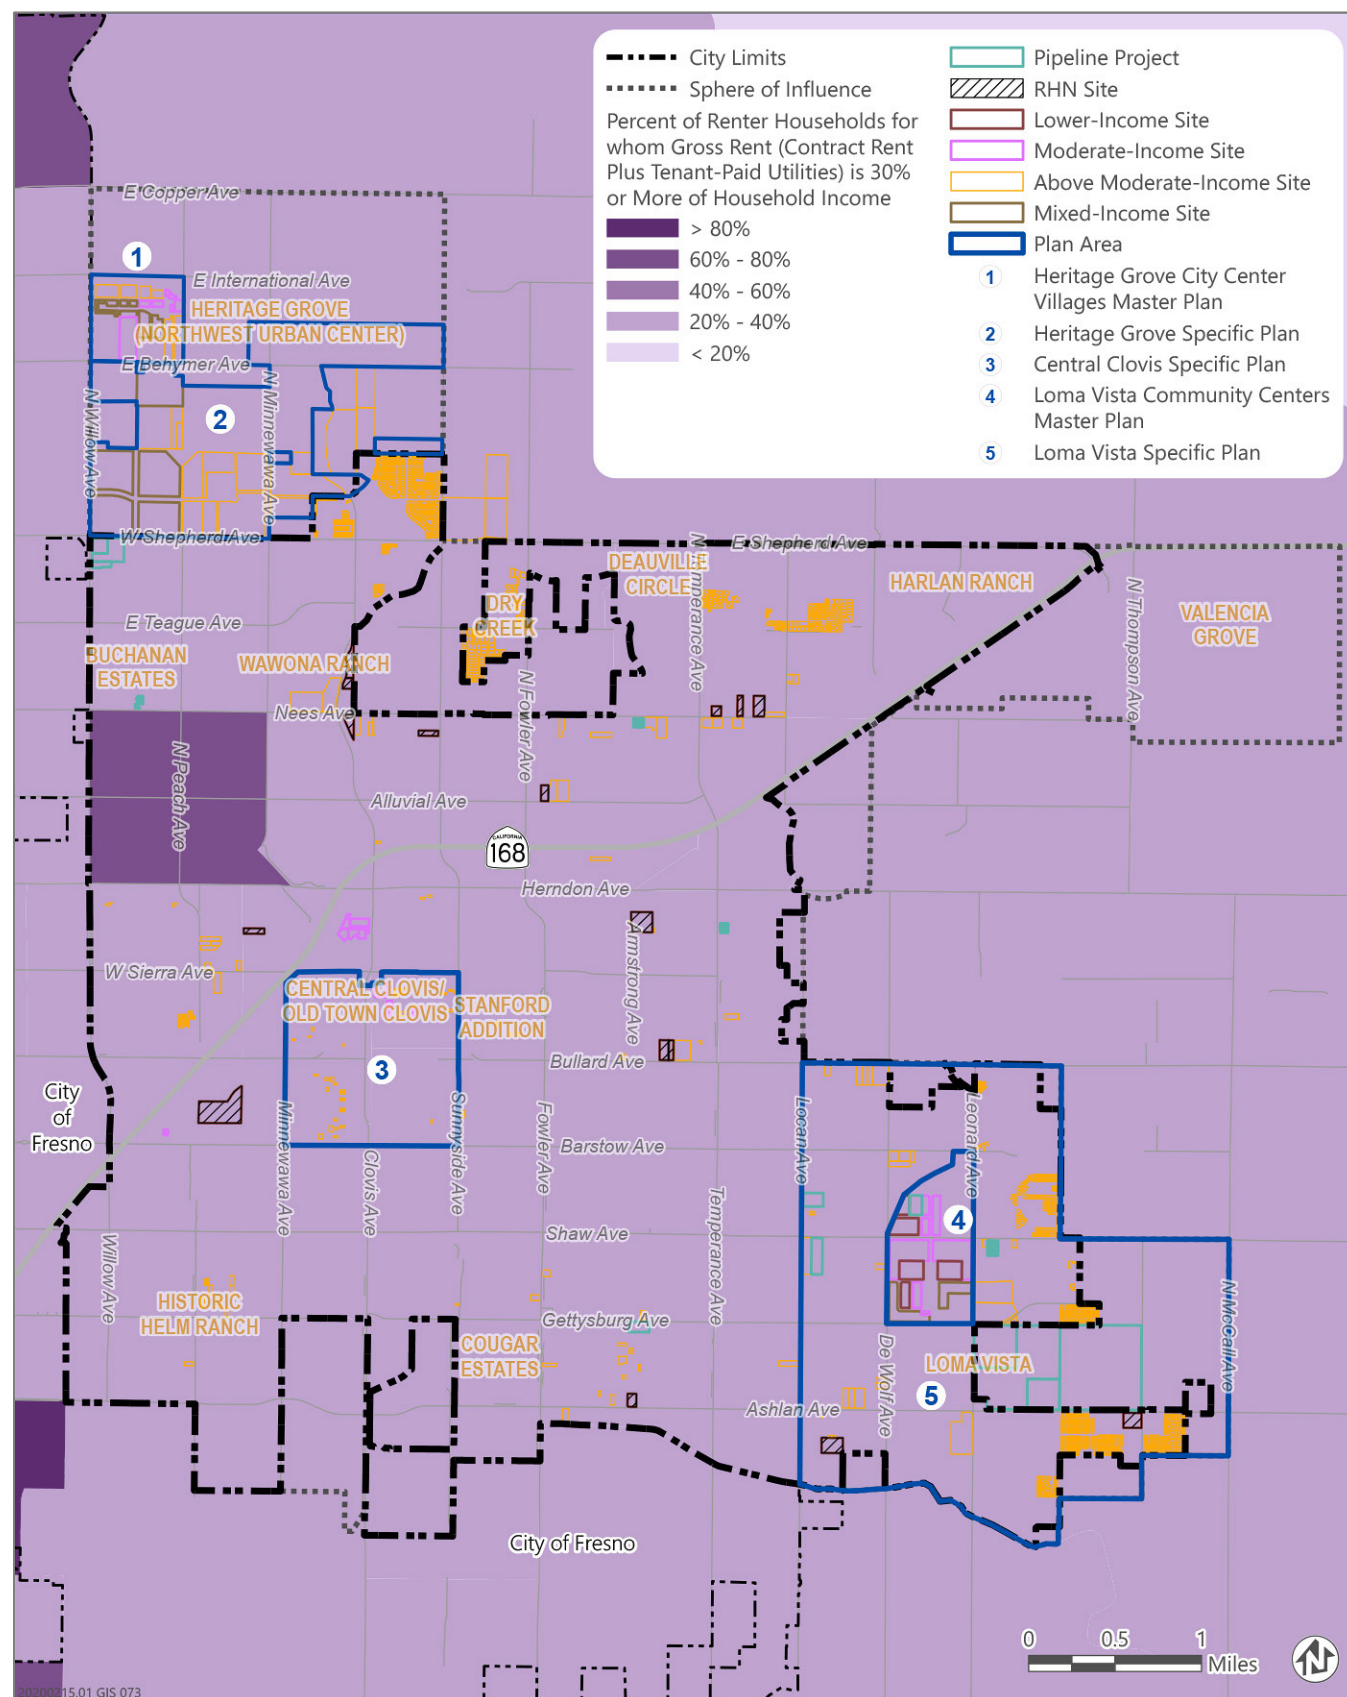 City Limits
Sphere of Influence
Percent of Renter Households for
whom Gross Rent (Contract Rent
Plus Tenant-Paid Utilities) is 30%
or More of Household Income
> 80%
60% - 80%
40% - 60%
20% - 40%
< 20%
Pipeline Project
RHN Site
Lower-Income Site
Moderate-Income Site
Above Moderate-Income Site
Mixed-Income Site
Plan Area
1 Heritage Grove City Center
Villages Master Plan
2 Heritage Grove Specific Plan
3 Central Clovis Specific Plan
4 Loma Vista Community Centers
Master Plan
5 Loma Vista Specific Plan
E Copper Ave
1
E International Ave
HERITAGE GROVE
(NORTHWEST URBAN CENTER)
E Behymer Ave
N Willow Ave
2
N Minnewawa Ave
W Shepherd Ave
E Shepherd Ave
DEAUVILLE
CIRCLE
N Temperance Ave
HARLAN RANCH
N Thompson Ave
VALENCIA
GROVE
DRY
CREEK
E Teague Ave
BUCHANAN
ESTATES
WAWONA RANCH
Nees Ave
N Fowler Ave
N Peach Ave
Alluvial Ave
CALIFORNIA
168
Herndon Ave
Armstrong Ave
W Sierra Ave
CENTRAL CLOVIS/
OLD TOWN CLOVIS
STANFORD
ADDITION
3
Bullard Ave
City
of
Fresno
Minnewawa Ave
Clovis Ave
Sunnyside Ave
Fowler Ave
Barstow Ave
Locan Ave
Leonard Ave
4
Willow Ave
Shaw Ave
Temperance Ave
HISTORIC
HELM RANCH
Gettysburg Ave
COUGAR
ESTATES
De Wolf Ave
LOMA VISTA
5
N McCall Ave
Ashlan Ave
City of Fresno
0 0.5 1
Miles
N
20200215.01 GIS 073